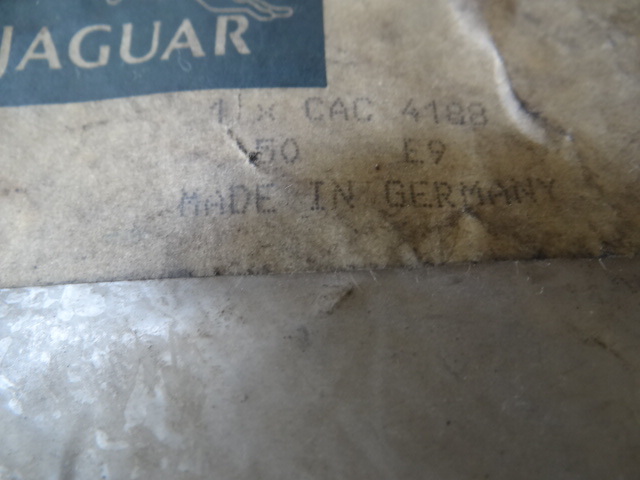 JAGUAR
1 x CAC 4188
50 E9
MADE IN GERMANY